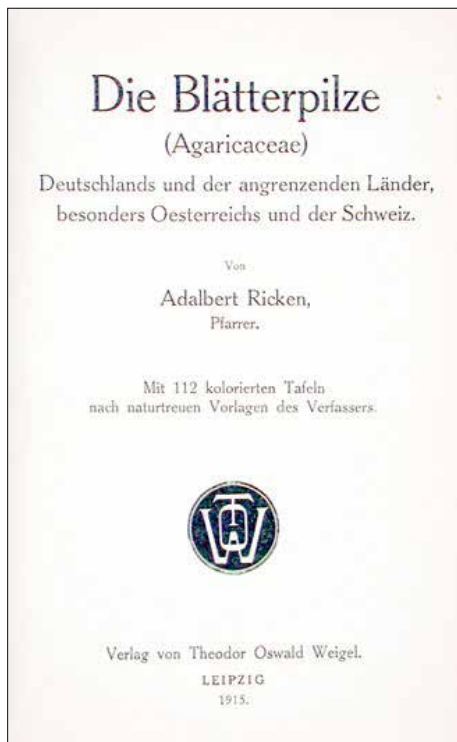 Die Blätterpilze
(Agaricaceae)
Deutschlands und der angrenzenden Länder,
besonders Oesterreichs und der Schweiz.
Von
Adalbert Ricken,
Pfarrer.
Mit 112 kolorierten Tafeln
nach naturtreuen Vorlagen des Verfassers.
TOW
Verlag von Theodor Oswald Weigel.
LEIPZIG
1915.